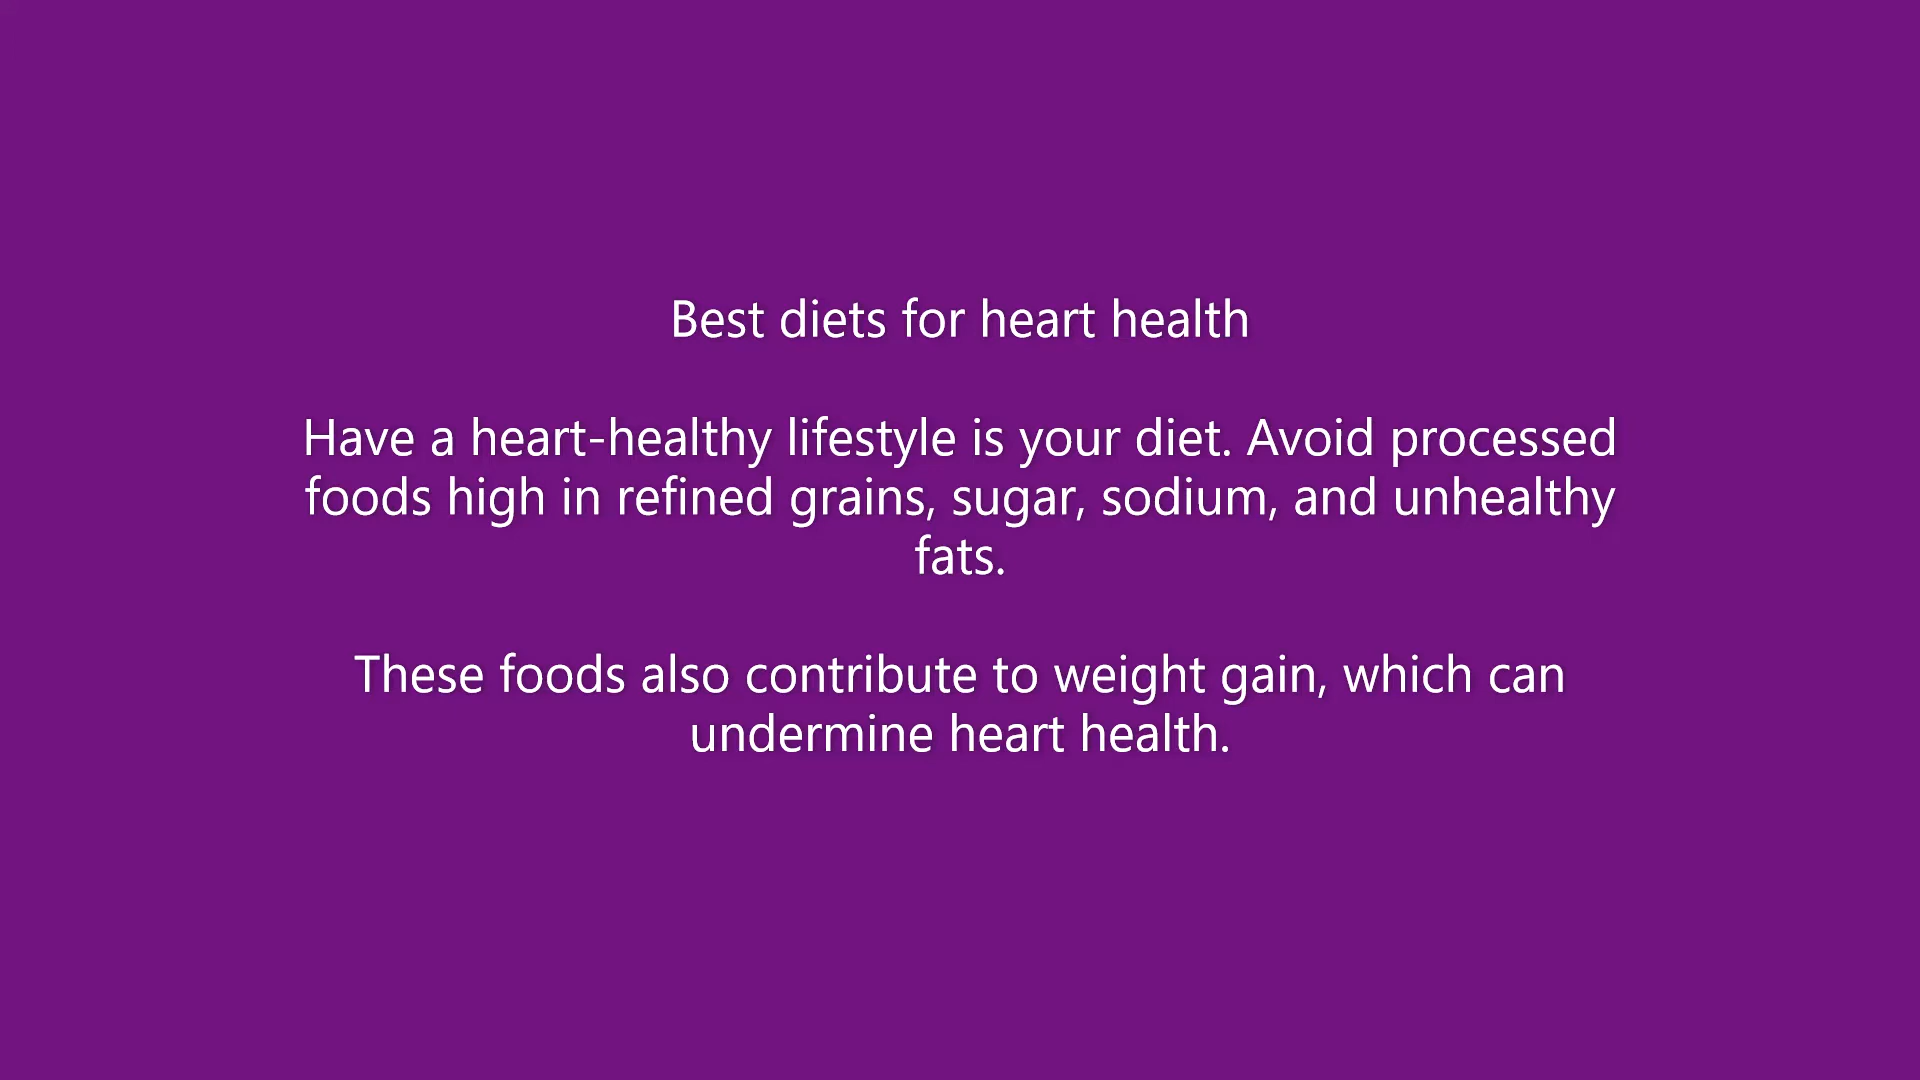 Best diets for heart health
Have a heart-healthy lifestyle is your diet. Avoid processed
foods high in refined grains, sugar, sodium, and unhealthy
fats.
These foods also contribute to weight gain, which can
undermine heart health.